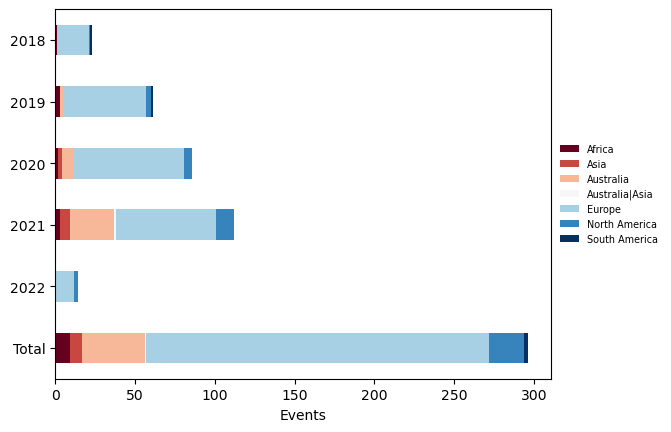 2018
2019
2020
2021
2022
Total
0 50 100 150 200 250 300
Events
Africa
Asia
Australia
Australia|Asia
Europe
North America
South America